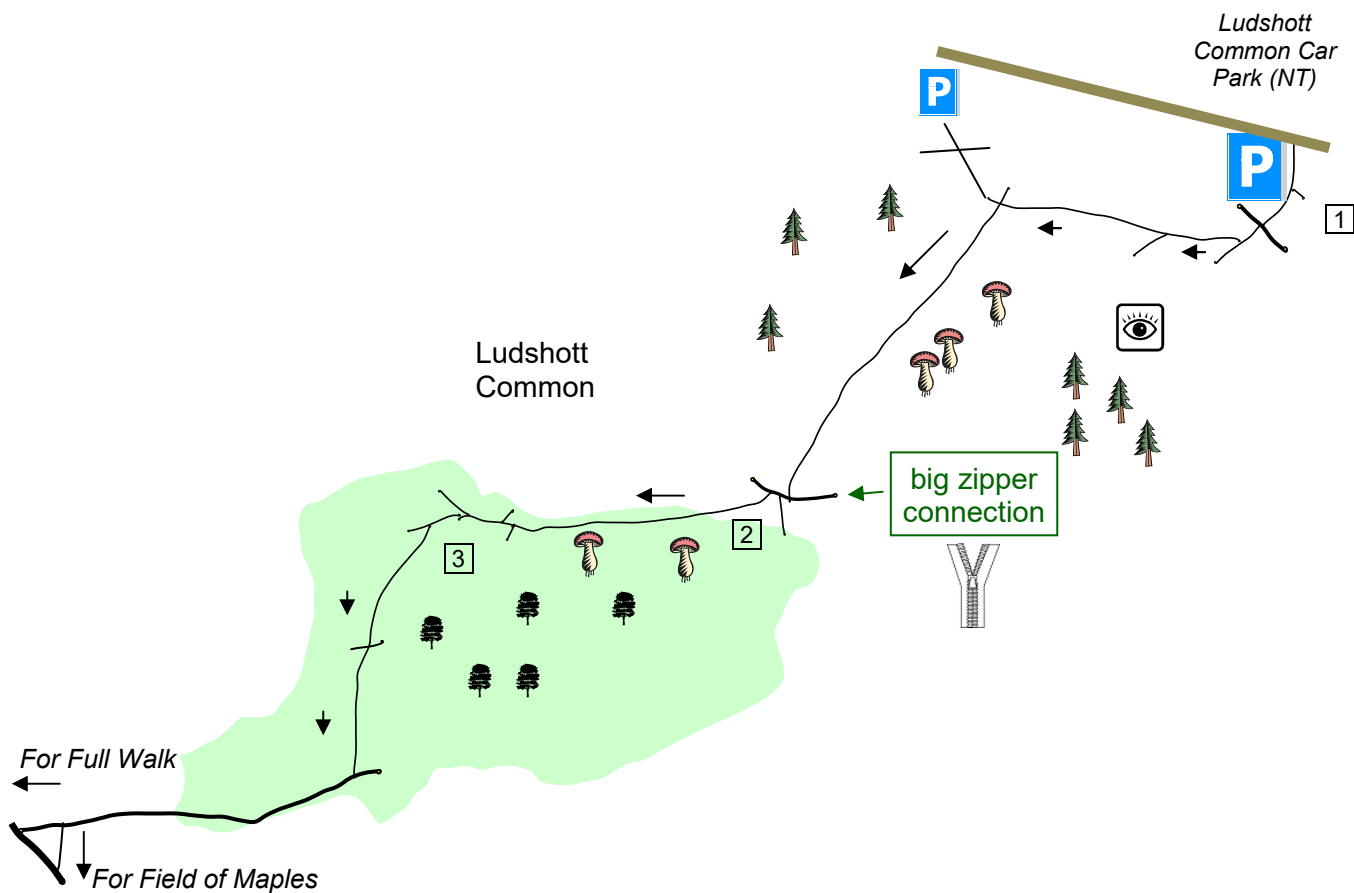 Ludshott
Common Car
Park (NT)
P
P
1
Ludshott
Common
big zipper
connection
2
3
For Full Walk
For Field of Maples